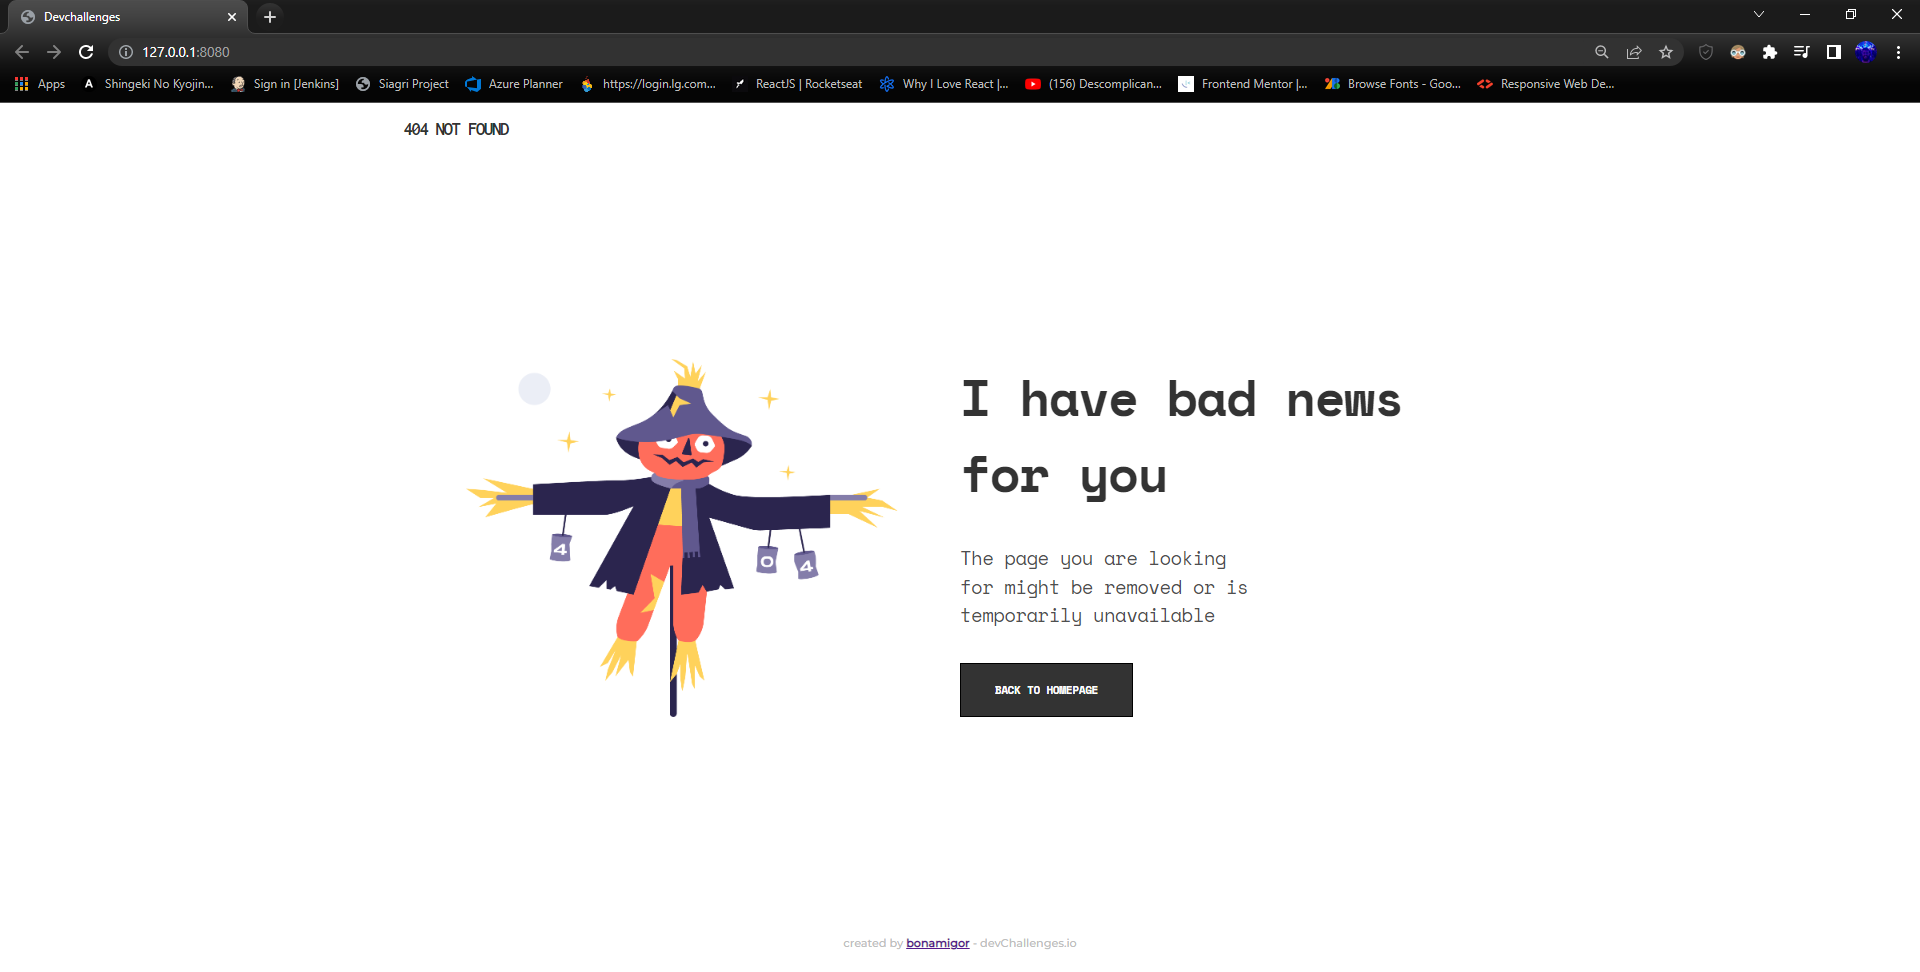 Devchallenges
127.0.0.1:8080
Apps
Shingeki No Kyojin...
Sign in [Jenkins]
Siagri Project
Azure Planner
https://login.lg.com...
ReactJS | Rocketseat
Why I Love React |...
(156) Descomplican...
Frontend Mentor |...
Browse Fonts - Goo...
Responsive Web De...
404 NOT FOUND
I have bad news
for you
4
0
4
The page you are looking
for might be removed or is
temporarily unavailable
BACK TO HOMEPAGE
created by bonamigor - devChallenges.io